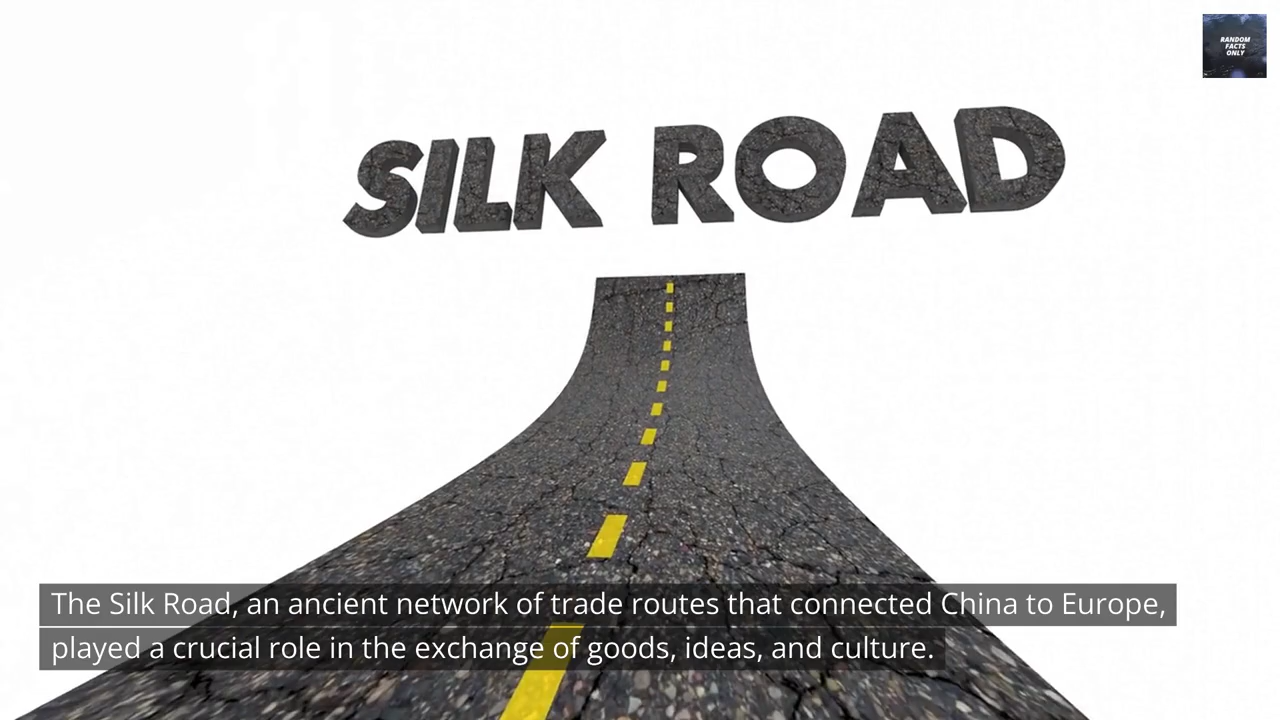 RANDOM
FACTS
ONLY
SILK ROAD
The Silk Road, an ancient network of trade routes that connected China to Europe,
played a crucial role in the exchange of goods, ideas, and culture.